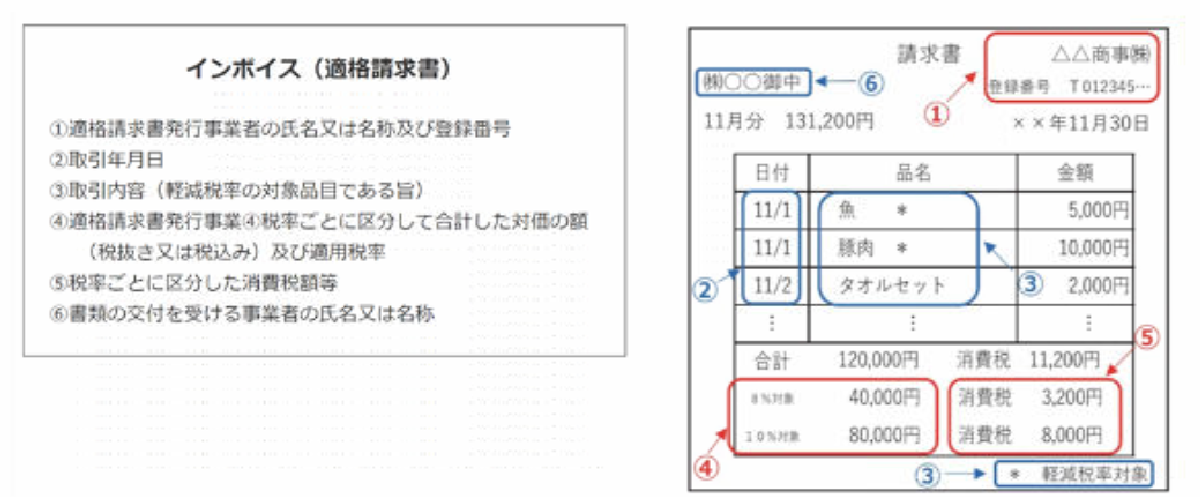 インボイス（適格請求書）
①適格請求書発行事業者の氏名又は名称及び登録番号
②取引年月日
③取引内容（軽減税率の対象品目である旨）
④適格請求書発行事業④税率ごとに区分して合計した対価の額
（税抜き又は税込み）及び適用税率
⑤税率ごとに区分した消費税額等
⑥書類の交付を受ける事業者の氏名又は名称
請求書 △△商事㈱
㈱〇〇御中 ⑥ 登録番号 T012345…
①
11月分 131,200円 ××年11月30日
日付 品名 金額
11/1 魚 * 5,000円
11/1 豚肉 * 10,000円
② 11/2 タオルセット ③ 2,000円
⋮ ⋮ ⋮
⑤
合計 120,000円 消費税 11,200円
8%対象 40,000円 消費税 3,200円
10%対象 80,000円 消費税 8,000円
④
③ * 軽減税率対象